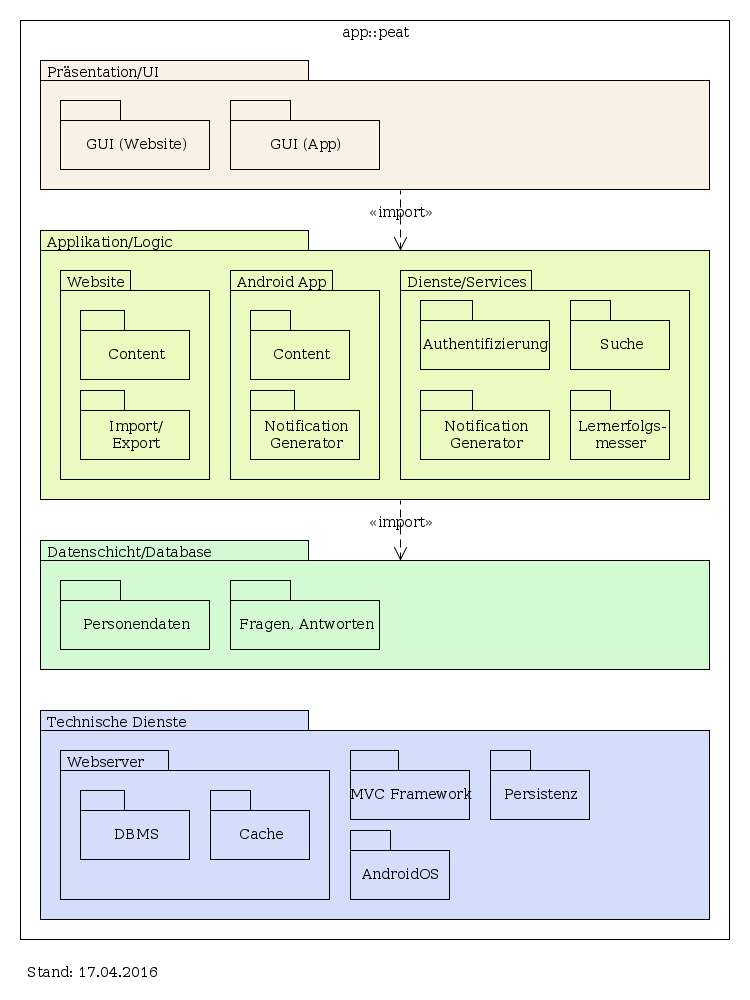 app::peat
Präsentation/UI
GUI (Website)
GUI (App)
«import»
Applikation/Logic
Website
Content
Import/
Export
Android App
Content
Notification
Generator
Dienste/Services
Authentifizierung
Suche
Notification
Generator
Lernerfolgs-
messer
«import»
Datenschicht/Database
Personendaten
Fragen, Antworten
Technische Dienste
Webserver
DBMS
Cache
MVC Framework
Persistenz
AndroidOS
Stand: 17.04.2016